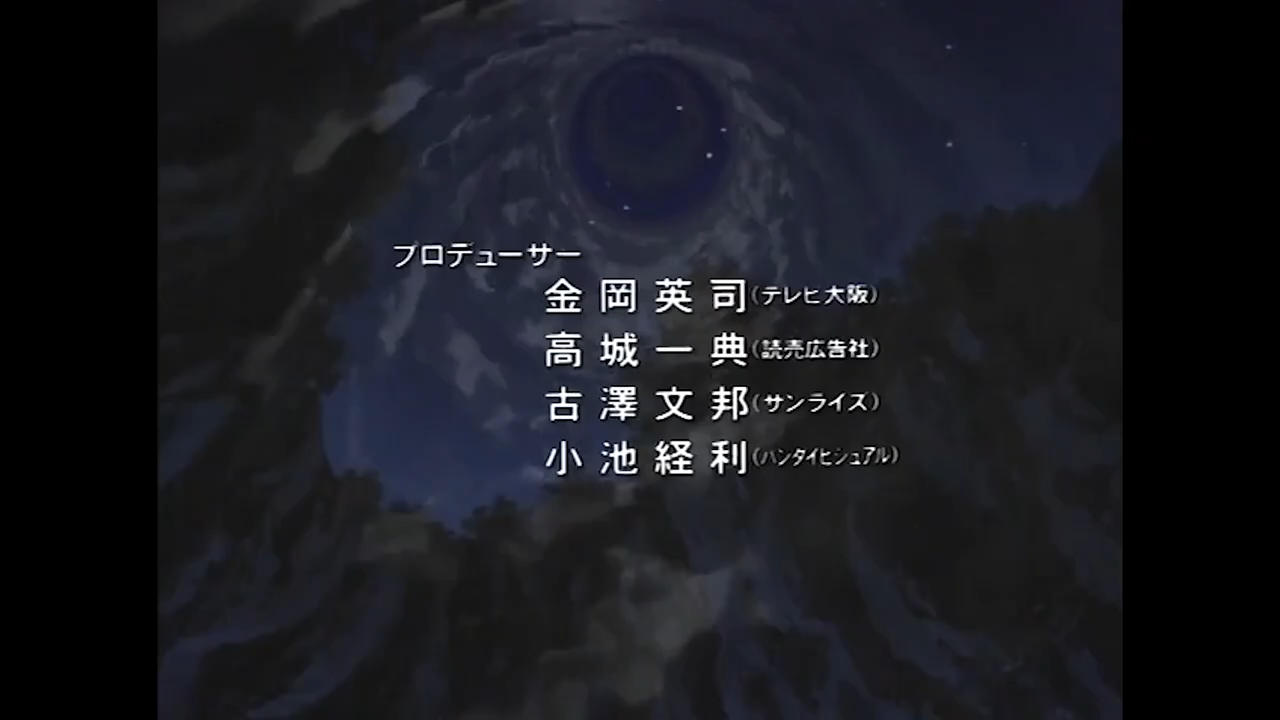 プロデューサー
金岡英司(テレビ大阪)
高城一典(読売広告社)
古澤文邦(サンライズ)
小池経利(バンダイビジュアル)